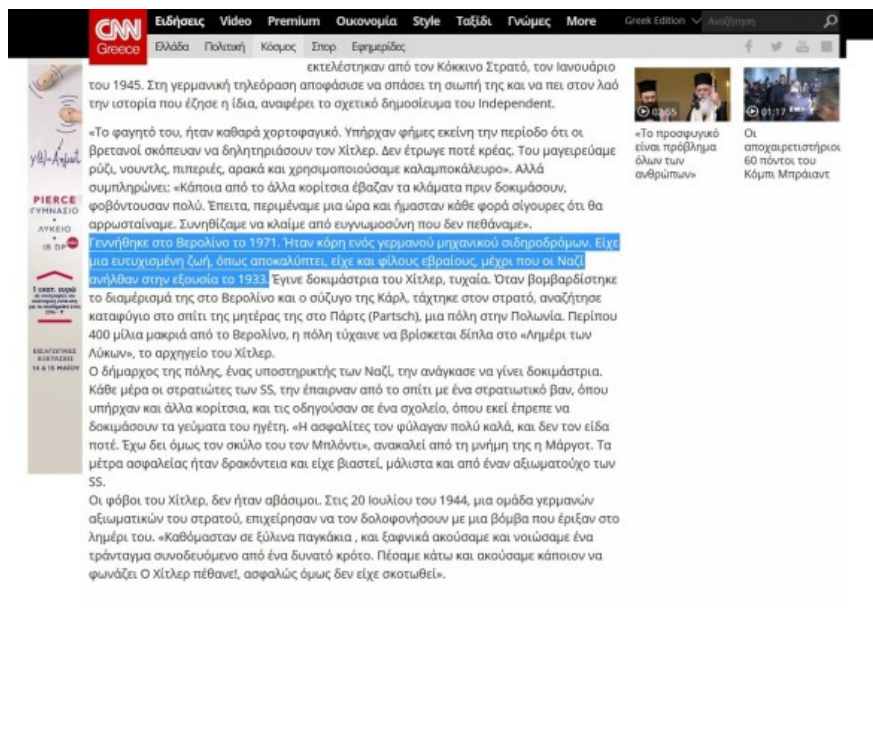 CNN
Greece
Ειδήσεις Video Premium Οικονομία Style Ταξίδι Γνώμες More
Greek Edition Αναζήτηση
Ελλάδα Πολιτική Κόσμος Σπορ Εφημερίδες
εκτελέστηκαν από τον Κόκκινο Στρατό, τον Ιανουάριο
του 1945. Στη γερμανική τηλεόραση αποφάσισε να σπάσει τη σιωπή της και να πει στον λαό
την ιστορία που έζησε η ίδια, αναφέρει το σχετικό δημοσίευμα του Independent.
«Το φαγητό του, ήταν καθαρά χορτοφαγικό. Υπήρχαν φήμες εκείνη την περίοδο ότι οι
βρετανοί σκόπευαν να δηλητηριάσουν τον Χίτλερ. Δεν έτρωγε ποτέ κρέας. Του μαγειρεύαμε
ρύζι, νουντλς, πιπεριές, αρακά και χρησιμοποιούσαμε καλαμποκάλευρο». Αλλά
συμπληρώνει: «Κάποια από το άλλα κορίτσια έβαζαν τα κλάματα πριν δοκιμάσουν,
φοβόντουσαν πολύ. Έπειτα, περιμέναμε μια ώρα και ήμασταν κάθε φορά σίγουρες ότι θα
αρρωσταίναμε. Συνηθίζαμε να κλαίμε από ευγνωμοσύνη που δεν πεθάναμε».
Γεννήθηκε στο Βερολίνο το 1971. Ήταν κόρη ενός γερμανού μηχανικού σιδηροδρόμων. Είχε
μια ευτυχισμένη ζωή, όπως αποκαλύπτει, είχε και φίλους εβραίους, μέχρι που οι Ναζί
ανήλθαν στην εξουσία το 1933. Έγινε δοκιμάστρια του Χίτλερ, τυχαία. Όταν βομβαρδίστηκε
το διαμέρισμά της στο Βερολίνο και ο σύζυγο της Κάρλ, τάχτηκε στον στρατό, αναζήτησε
καταφύγιο στο σπίτι της μητέρας της στο Πάρτς (Partsch), μια πόλη στην Πολωνία. Περίπου
400 μίλια μακριά από το Βερολίνο, η πόλη τύχαινε να βρίσκεται δίπλα στο «Λημέρι των
Λύκων», το αρχηγείο του Χίτλερ.
Ο δήμαρχος της πόλης, ένας υποστηρικτής των Ναζί, την ανάγκασε να γίνει δοκιμάστρια.
Κάθε μέρα οι στρατιώτες των SS, την έπαιρναν από το σπίτι με ένα στρατιωτικό βαν, όπου
υπήρχαν και άλλα κορίτσια, και τις οδηγούσαν σε ένα σχολείο, όπου εκεί έπρεπε να
δοκιμάσουν τα γεύματα του ηγέτη. «Η ασφαλίτες τον φύλαγαν πολύ καλά, και δεν τον είδα
ποτέ. Έχω δει όμως τον σκύλο του τον Μπλόντι», ανακαλεί από τη μνήμη της η Μάργοτ. Τα
μέτρα ασφαλείας ήταν δρακόντεια και είχε βιαστεί, μάλιστα και από έναν αξιωματούχο των
SS.
Οι φόβοι του Χίτλερ, δεν ήταν αβάσιμοι. Στις 20 Ιουλίου του 1944, μια ομάδα γερμανών
αξιωματικών του στρατού, επιχείρησαν να τον δολοφονήσουν με μια βόμβα που έριξαν στο
λημέρι του. «Καθόμασταν σε ξύλινα παγκάκια , και ξαφνικά ακούσαμε και νοιώσαμε ένα
τράνταγμα συνοδευόμενο από ένα δυνατό κρότο. Πέσαμε κάτω και ακούσαμε κάποιον να
φωνάζει Ο Χίτλερ πέθανε!, ασφαλώς όμως δεν είχε σκοτωθεί».
02:55
«Το προσφυγικό
είναι πρόβλημα
όλων των
ανθρώπων»
01:17
Οι
αποχαιρετιστήριοι
60 πόντοι του
Κόμπι Μπράιαντ
PIERCE
ΓΥΜΝΑΣΙΟ
ΛΥΚΕΙΟ
IB DP
ΕΙΣΑΓΩΓΙΚΕΣ
ΕΞΕΤΑΣΕΙΣ
14 & 15 ΜΑΪΟΥ